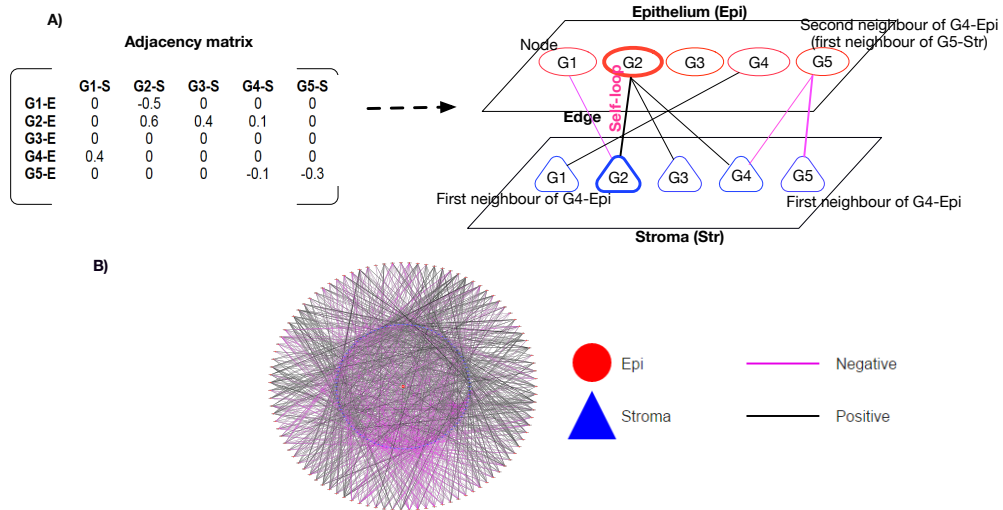 A)
Adjacency matrix
G1-S G2-S G3-S G4-S G5-S
G1-E 0 -0.5 0 0 0
G2-E 0 0.6 0.4 0.1 0
G3-E 0 0 0 0 0
G4-E 0.4 0 0 0 0
G5-E 0 0 0 -0.1 -0.3
Epithelium (Epi)
Second neighbour of G4-Epi
(first neighbour of G5-Str)
Node
G1 G2 G3 G4 G5
Self-loop
Edge
G1 G2 G3 G4 G5
First neighbour of G4-Epi
First neighbour of G4-Epi
Stroma (Str)
B)
Epi
Negative
Stroma
Positive